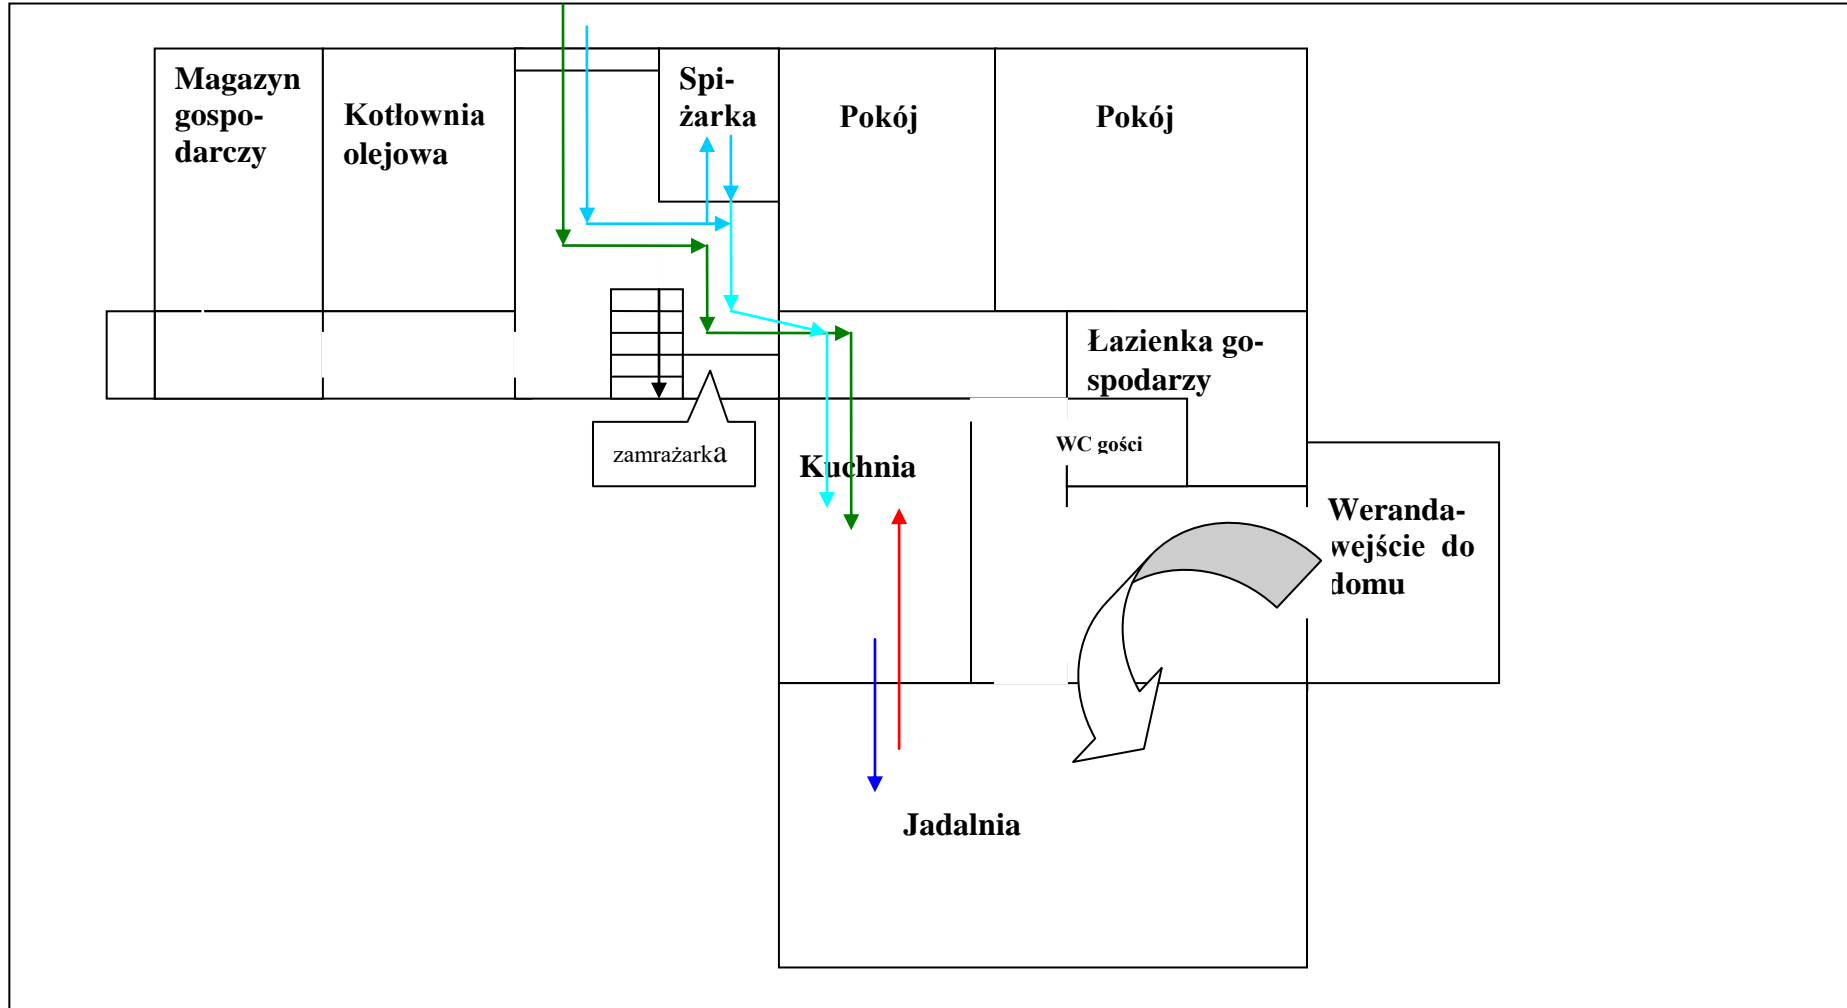 Magazyn
gospo-
darczy
Kotłownia
olejowa
Spi-
żarka
Pokój
Pokój
Łazienka go-
spodarzy
zamrażarka
Kuchnia
WC gości
Weranda-
wejście do
domu
Jadalnia